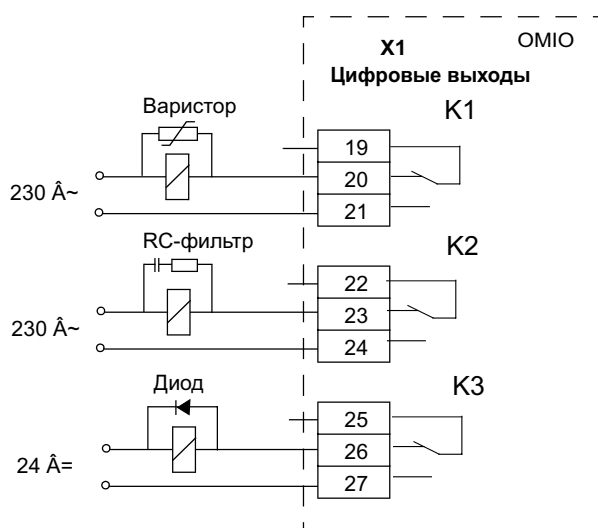 X1
OMIO
Цифровые выходы
K1
Варистор
19
20
21
230 Â~
K2
RC-фильтр
22
23
24
230 Â~
K3
Диод
25
26
27
24 Â=